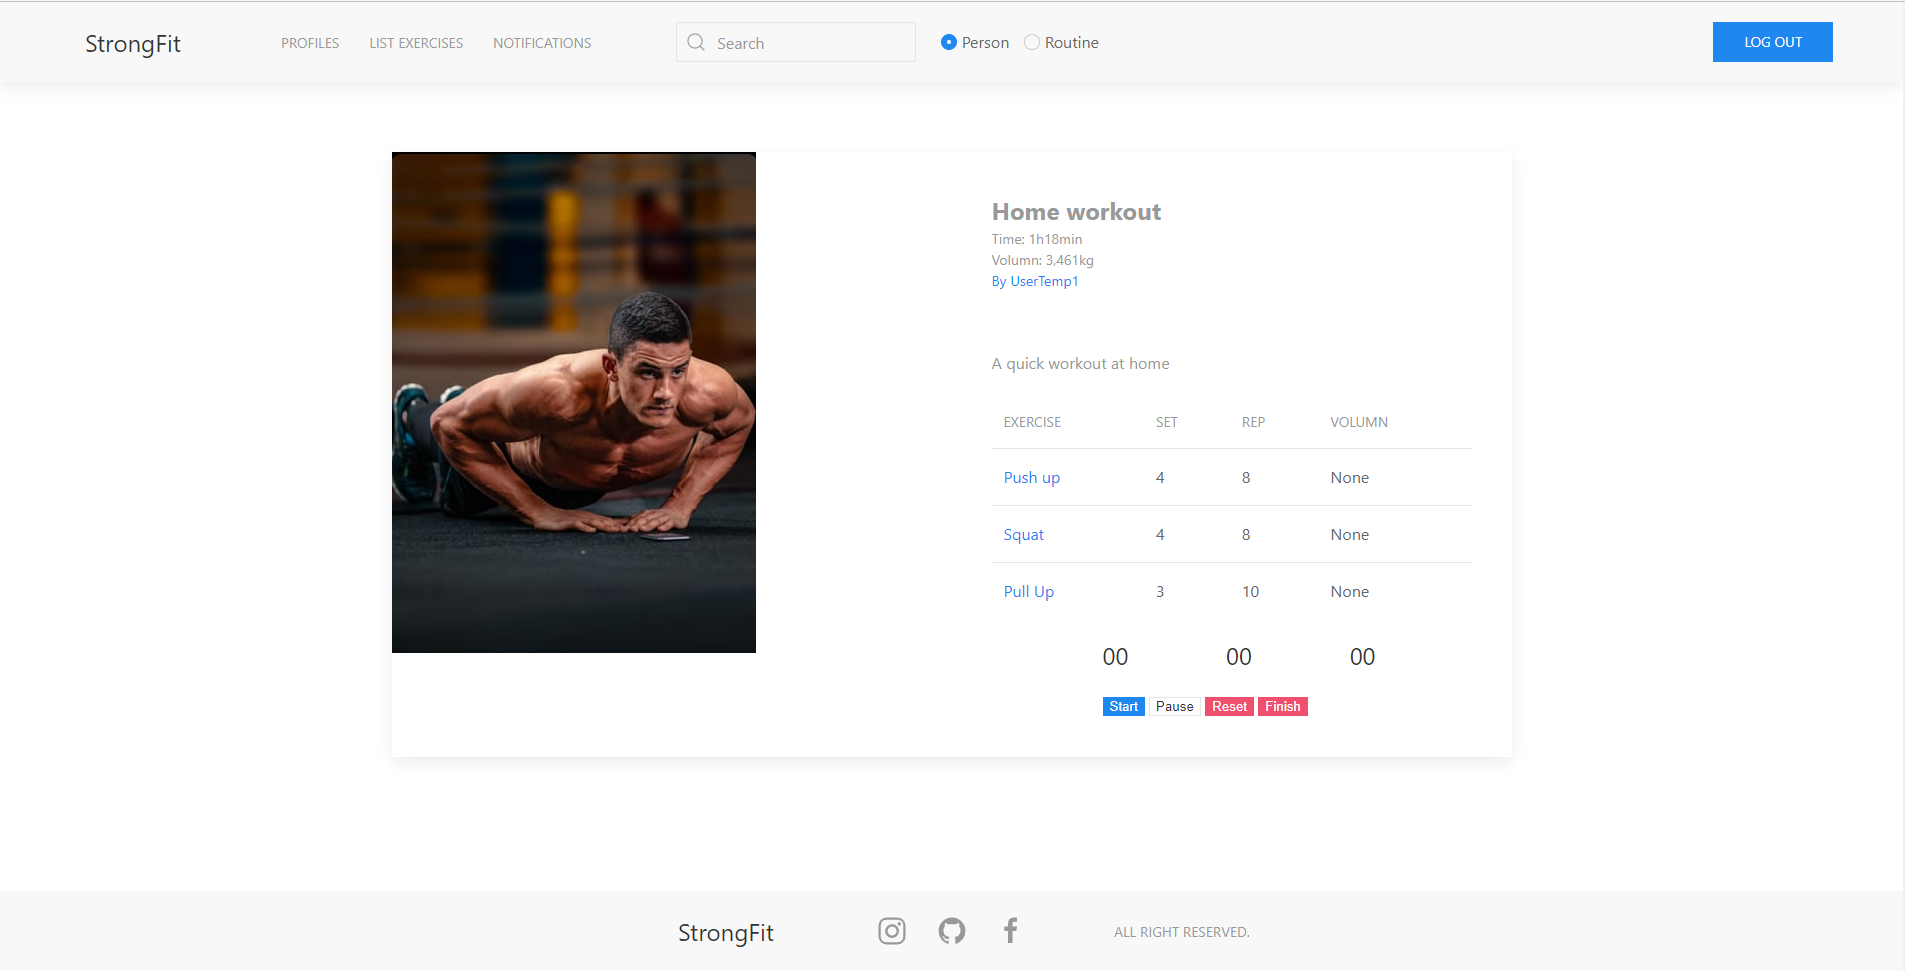 StrongFit PROFILES LIST EXERCISES NOTIFICATIONS Search Person Routine LOG OUT
Home workout
Time: 1h18min
Volumn: 3,461kg
By UserTemp1
A quick workout at home
EXERCISE SET REP VOLUMN
Push up 4 8 None
Squat 4 8 None
Pull Up 3 10 None
00 00 00
Start Pause Reset Finish
StrongFit ALL RIGHT RESERVED.